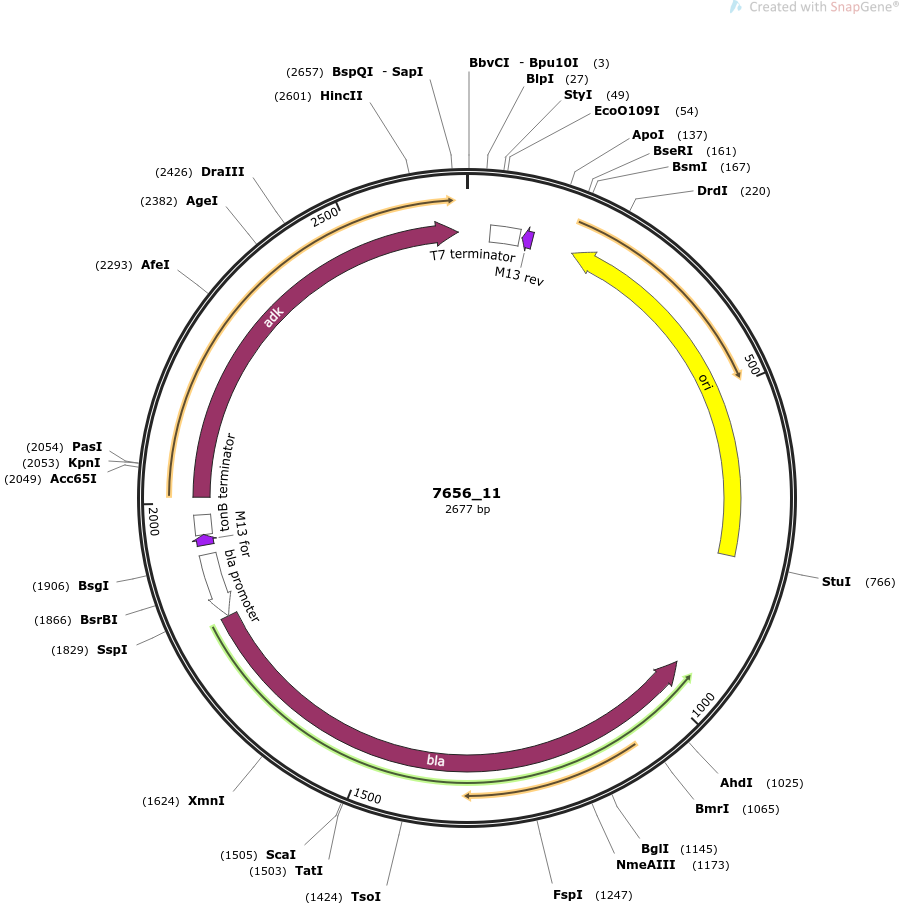 Created with SnapGene®
(2657) BspQI - SapI
(2601) HincII
BbvCI - Bpu10I (3)
BlpI (27)
StyI (49)
EcoO109I (54)
ApoI (137)
BseRI (161)
BsmI (167)
DrdI (220)
(2426) DraIII
(2382) AgeI
(2293) AfeI
2500
T7 terminator
M13 rev
adk
500
ori
(2054) PasI
(2053) KpnI
(2049) Acc65I
7656_11
2677 bp
2000
tonB terminator
M13 for
bla promoter
(1906) BsgI
(1866) BsrBI
(1829) SspI
StuI (766)
1000
bla
1500
(1624) XmnI
(1505) ScaI
(1503) TatI
(1424) TsoI
AhdI (1025)
BmrI (1065)
BglI (1145)
NmeAIII (1173)
FspI (1247)